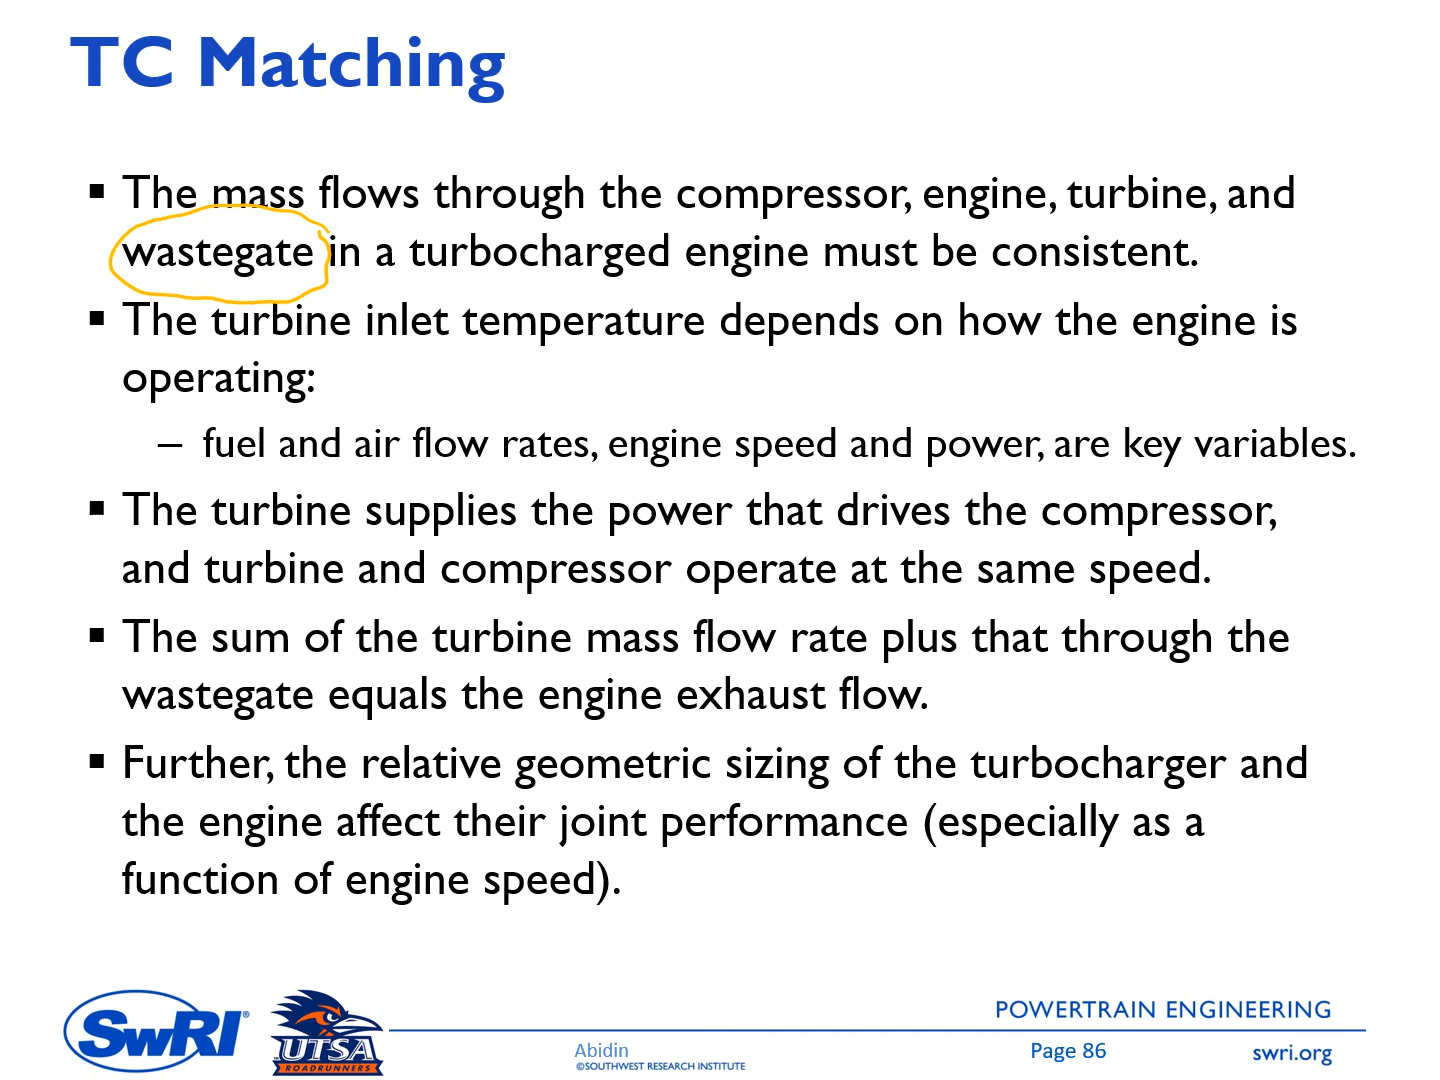 TC Matching
▪ The mass flows through the compressor, engine, turbine, and
wastegate in a turbocharged engine must be consistent.
▪ The turbine inlet temperature depends on how the engine is
operating:
– fuel and air flow rates, engine speed and power, are key variables.
▪ The turbine supplies the power that drives the compressor,
and turbine and compressor operate at the same speed.
▪ The sum of the turbine mass flow rate plus that through the
wastegate equals the engine exhaust flow.
▪ Further, the relative geometric sizing of the turbocharger and
the engine affect their joint performance (especially as a
function of engine speed).
SwRI®
UTSA
ROADRUNNERS
Abidin
©SOUTHWEST RESEARCH INSTITUTE
POWERTRAIN ENGINEERING
Page 86
swri.org